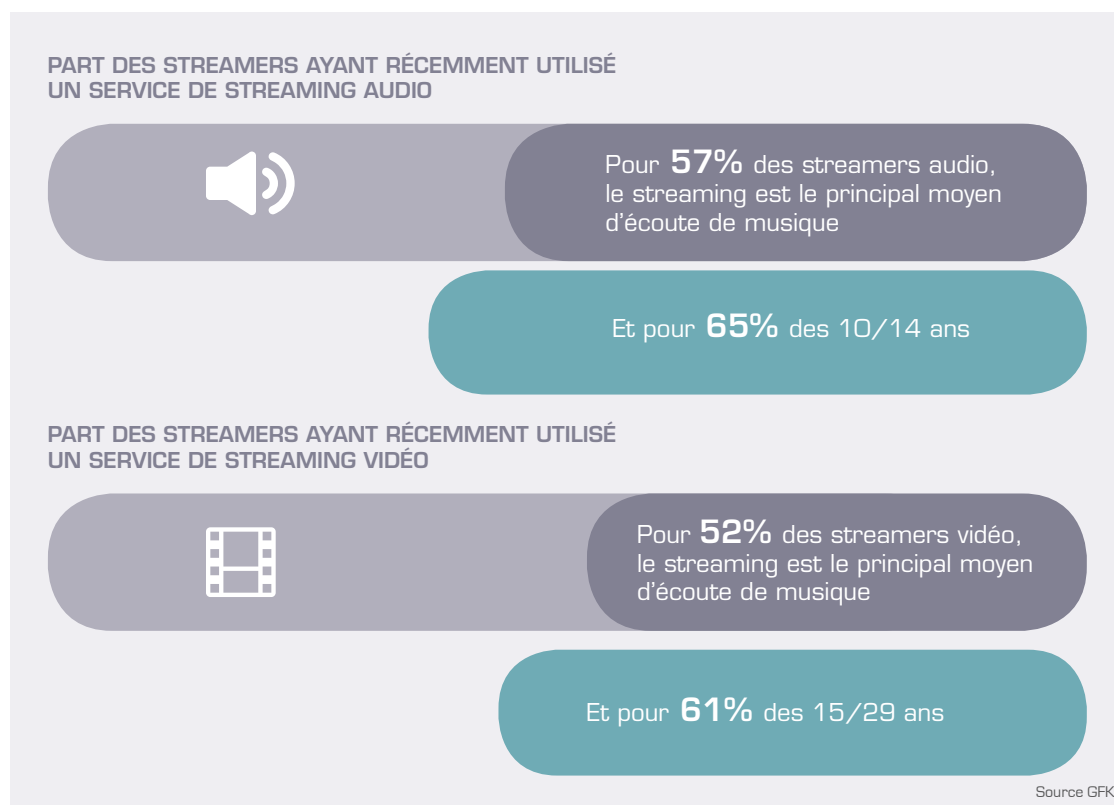 PART DES STREAMERS AYANT RÉCEMMENT UTILISÉ
UN SERVICE DE STREAMING AUDIO
Pour 57% des streamers audio,
le streaming est le principal moyen
d'écoute de musique
Et pour 65% des 10/14 ans
PART DES STREAMERS AYANT RÉCEMMENT UTILISÉ
UN SERVICE DE STREAMING VIDÉO
Pour 52% des streamers vidéo,
le streaming est le principal moyen
d'écoute de musique
Et pour 61% des 15/29 ans
Source GFK